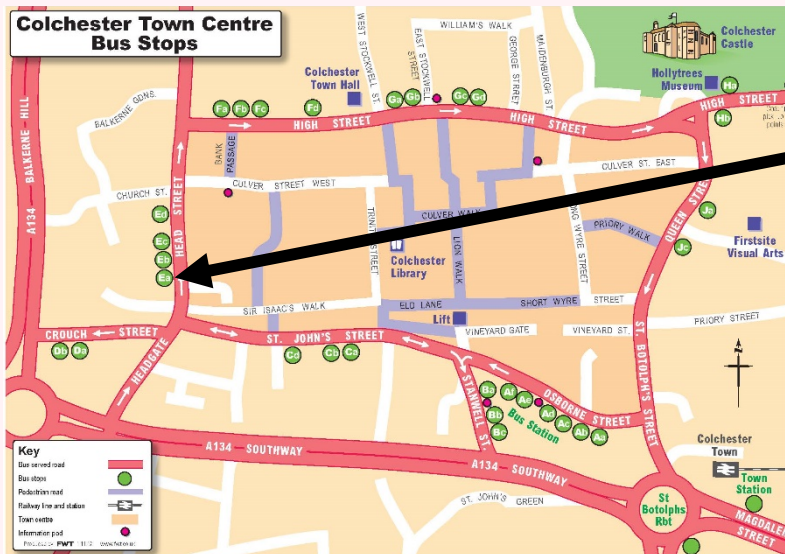 Colchester Town Centre
Bus Stops
WILLIAM'S WALK
WEST STOCKWELL
ST.
EAST STOCKWELL
STREET
GEORGE STREET
MAIDENBURGH ST.
Colchester
Castle
Colchester
Town Hall
Hollytrees
Museum
BALKERNE GDNS.
BALKERNE HILL
A134
Fa
Fb
Fc
Fd
Ga
Gb
Gc
Gd
Ha
Hb
HIGH STREET
HIGH STREET
HIGH STREET
BANK
PASSAGE
CULVER ST. EAST
CHURCH ST.
CULVER STREET WEST
HEAD STREET
Ed
Ec
Eb
Ea
TRINITY STREET
CULVER WALK
LION WALK
WYRE STREET
PRIORY WALK
QUEEN
Ja
Jc
Colchester
Library
Firstsite
Visual Arts
SIR ISAAC'S WALK
ELD LANE
SHORT WYRE STREET
Lift
VINEYARD GATE
VINEYARD ST.
PRIORY STREET
CROUCH STREET
Db
Da
HEADGATE
ST. JOHN'S STREET
Cd
Cb
Ca
STANWELL ST.
Ba
Bb
Bc
Af
Ae
Ad
Ac
Ab
Aa
Bus Station
OSBORNE STREET
ST. BOTOLPH'S STREET
N
A134 SOUTHWAY
A134 SOUTHWAY
ST. JOHN'S GREEN
Colchester
Town
Town
Station
St
Botolphs
Rbt
MAGDALEN
STREET
Key
Bus served road
Bus stops
Pedestrian road
Railway line and station
Town centre
Information pod
FWT